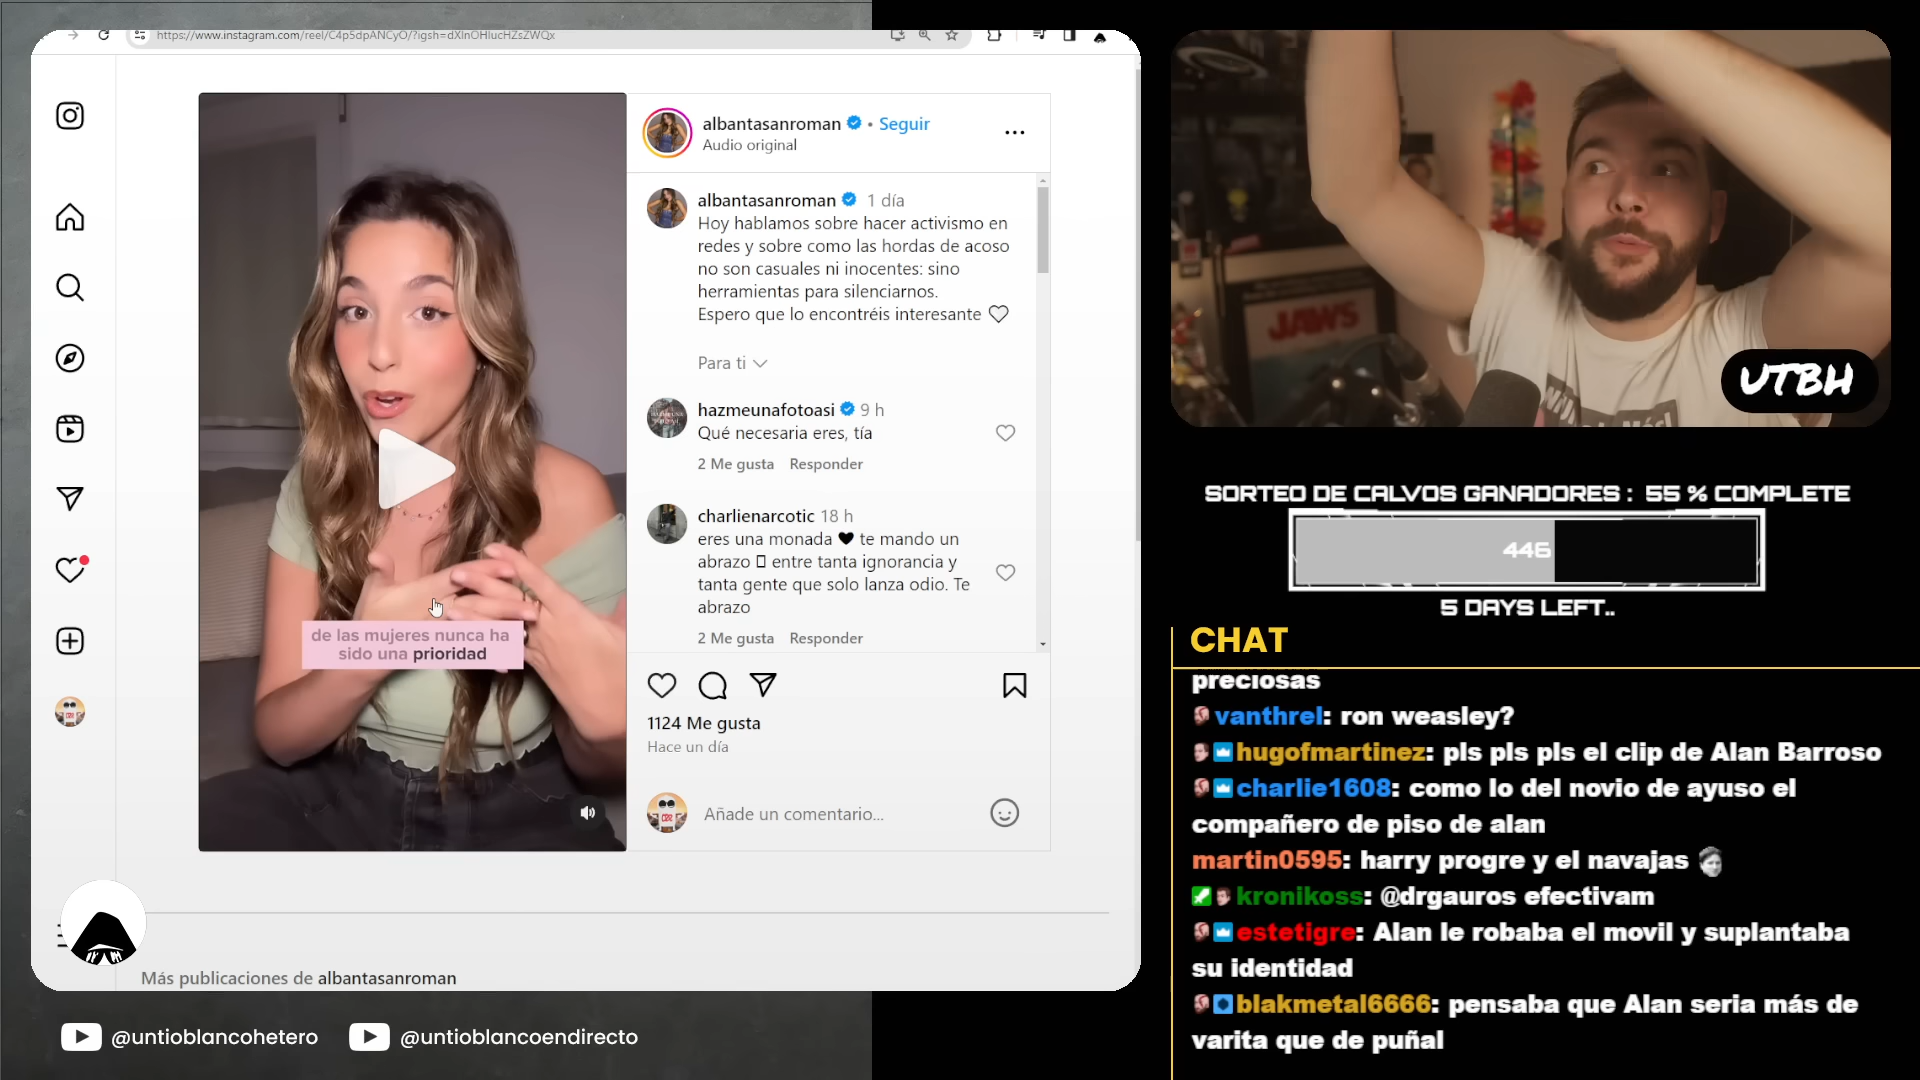 https://www.instagram.com/reel/C4p5dpANCyO/?igsh=dXlnOHlucHZsZWQx
albantasanroman • Seguir
Audio original
albantasanroman 1 día
Hoy hablamos sobre hacer activismo en
redes y sobre como las hordas de acoso
no son casuales ni inocentes: sino
herramientas para silenciarnos.
Espero que lo encontréis interesante
Para ti
hazmeunafotoasi 9 h
Qué necesaria eres, tía
2 Me gusta Responder
charlienarcotic 18 h
eres una monada 🖤 te mando un
abrazo entre tanta ignorancia y
tanta gente que solo lanza odio. Te
abrazo
2 Me gusta Responder
1124 Me gusta
Hace un día
Añade un comentario...
de las mujeres nunca ha
sido una prioridad
Más publicaciones de albantasanroman
@untioblancohetero
@untioblancoendirecto
JAWS
UTBH
SORTEO DE CALVOS GANADORES : 55 % COMPLETE
446
5 DAYS LEFT..
CHAT
preciosas
vanthrel: ron weasley?
hugofmartinez: pls pls pls el clip de Alan Barroso
charlie1608: como lo del novio de ayuso el
compañero de piso de alan
martin0595: harry progre y el navajas
kronikoss: @drgauros efectivam
estetigre: Alan le robaba el movil y suplantaba
su identidad
blakmetal6666: pensaba que Alan seria más de
varita que de puñal